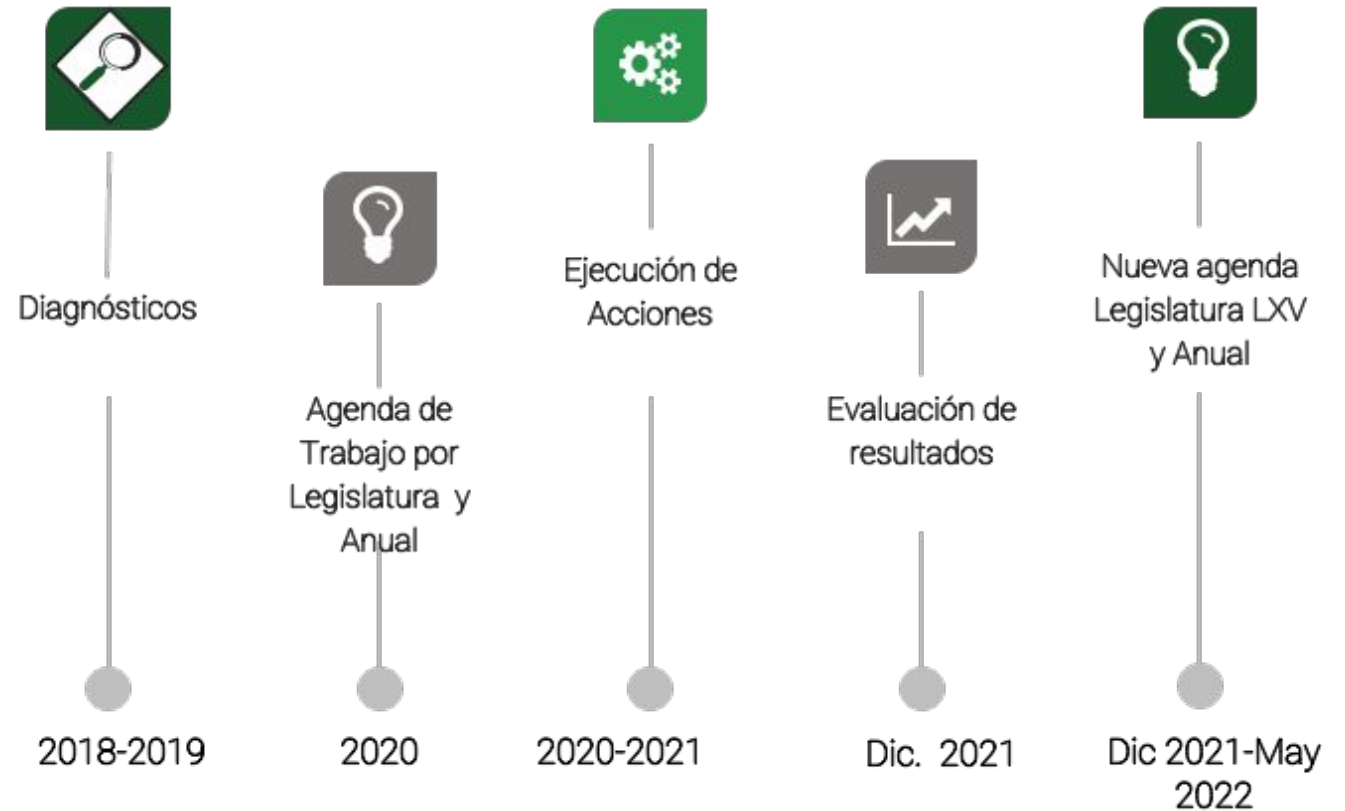 Diagnósticos
2018-2019
Agenda de
Trabajo por
Legislatura y
Anual
2020
Ejecución de
Acciones
2020-2021
Evaluación de
resultados
Dic. 2021
Nueva agenda
Legislatura LXV
y Anual
Dic 2021-May
2022